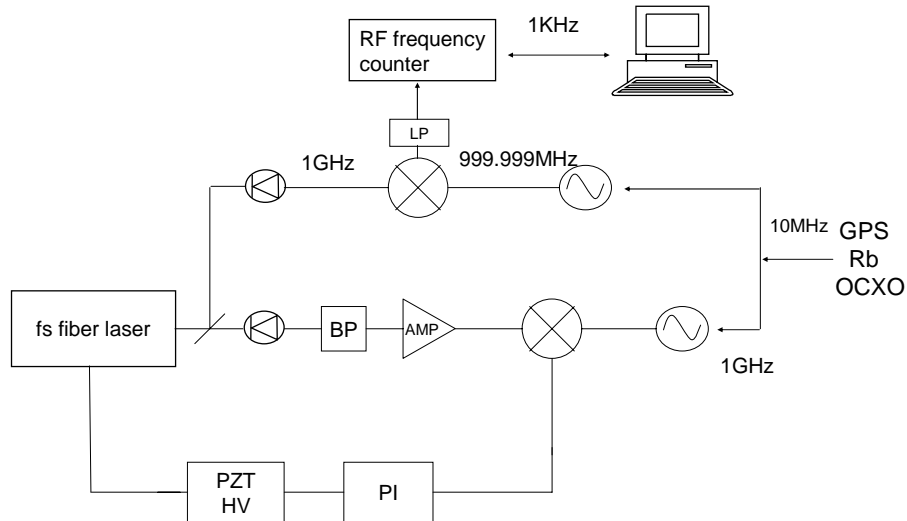 RF frequency
counter
1KHz
LP
1GHz
999.999MHz
10MHz
GPS
Rb
OCXO
fs fiber laser
BP
AMP
1GHz
PZT
HV
PI